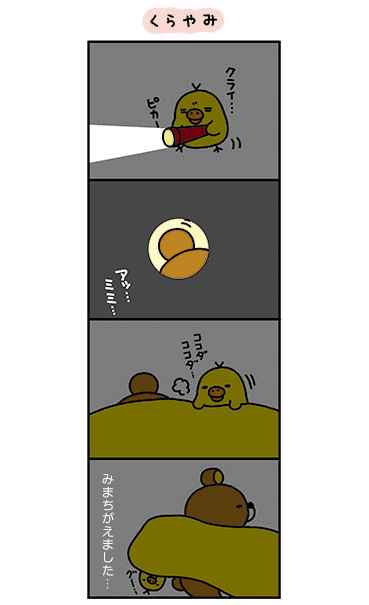 くらやみ
クライ…
ピカー
アッ…
ミミ…
ココダ
ココダ…
みまちがえました…
グー…